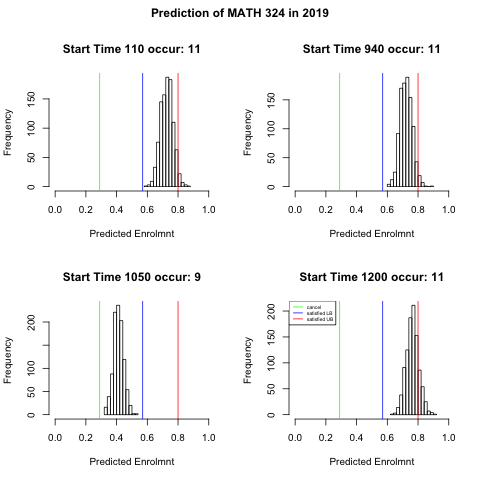 Prediction of MATH 324 in 2019
Start Time 110 occur: 11
Frequency
150
100
50
0
0.0 0.2 0.4 0.6 0.8 1.0
Predicted Enrolmnt
Start Time 940 occur: 11
Frequency
150
100
50
0
0.0 0.2 0.4 0.6 0.8 1.0
Predicted Enrolmnt
Start Time 1050 occur: 9
Frequency
200
100
50
0
0.0 0.2 0.4 0.6 0.8 1.0
Predicted Enrolmnt
Start Time 1200 occur: 11
cancel
satisfied LB
satisfied UB
Frequency
200
150
100
50
0
0.0 0.2 0.4 0.6 0.8 1.0
Predicted Enrolmnt